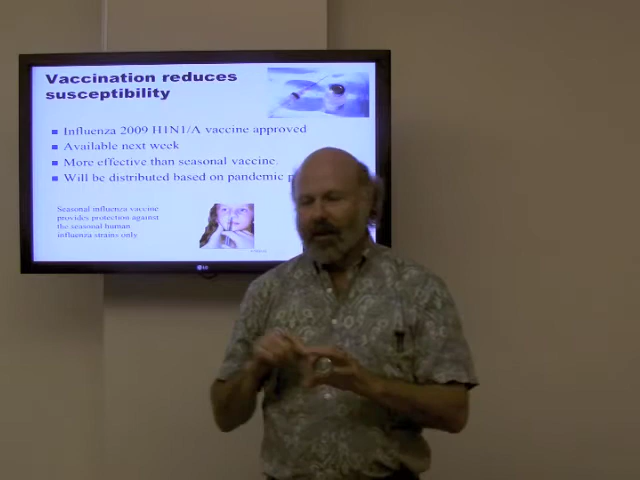 Vaccination reduces
susceptibility
Influenza 2009 H1N1/A vaccine approved
Available next week
More effective than seasonal vaccine.
Will be distributed based on pandemic p
Seasonal influenza vaccine
provides protection against
the seasonal human
influenza strains only.
LG